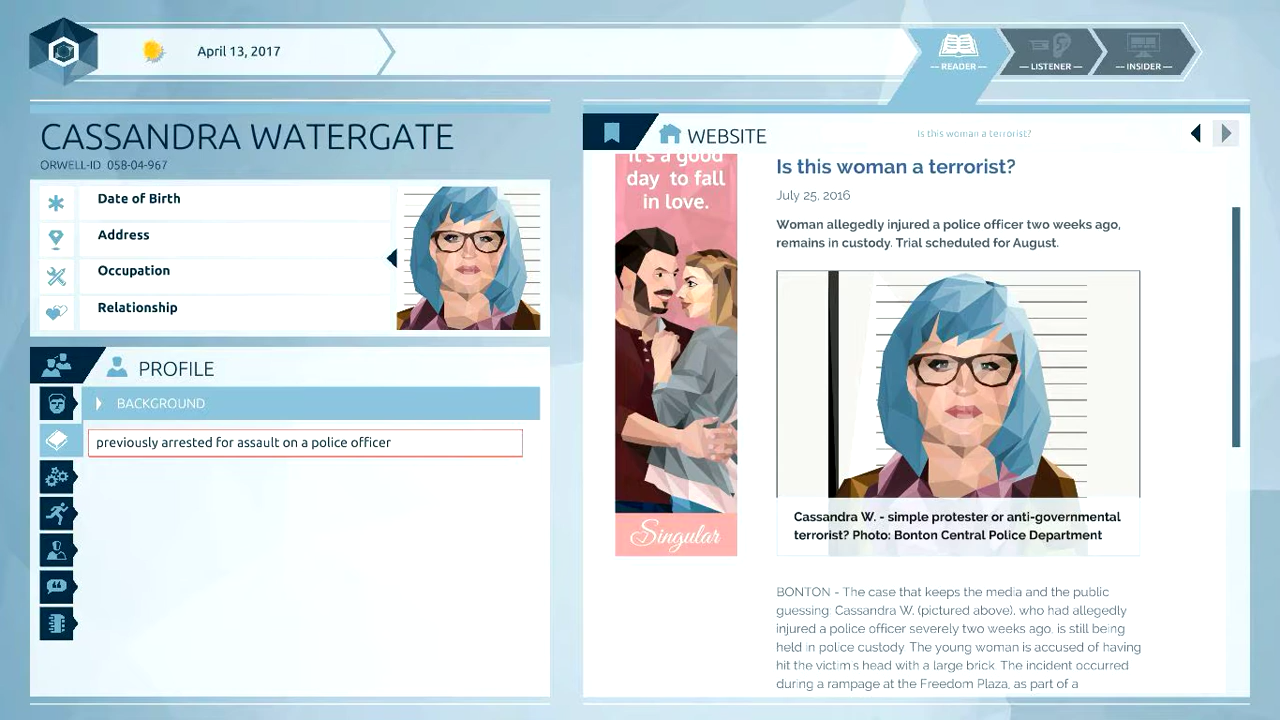 April 13, 2017
— READER —
— LISTENER —
— INSIDER —
CASSANDRA WATERGATE
ORWELL-ID 058-04-967
Date of Birth
Address
Occupation
Relationship
PROFILE
BACKGROUND
previously arrested for assault on a police officer
WEBSITE
Is this woman a terrorist?
It's a good
day to fall
in love.
Singular
Is this woman a terrorist?
July 25, 2016
Woman allegedly injured a police officer two weeks ago,
remains in custody. Trial scheduled for August.
Cassandra W. - simple protester or anti-governmental
terrorist? Photo: Bonton Central Police Department
BONTON - The case that keeps the media and the public
guessing: Cassandra W. (pictured above), who had allegedly
injured a police officer severely two weeks ago, is still being
held in police custody. The young woman is accused of having
hit the victim's head with a large brick. The incident occurred
during a rampage at the Freedom Plaza, as part of a